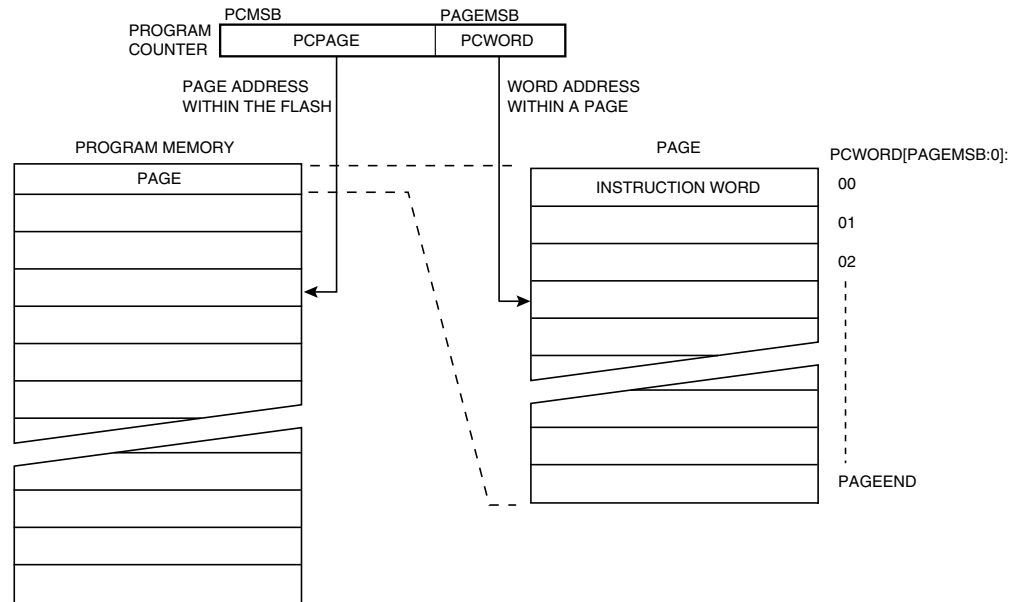 PCMSB
PAGEMSB
PROGRAM
COUNTER
PCPAGE
PCWORD
PAGE ADDRESS
WITHIN THE FLASH
WORD ADDRESS
WITHIN A PAGE
PROGRAM MEMORY
PAGE
PAGE
PCWORD[PAGEMSB:0]:
INSTRUCTION WORD
00
01
02
PAGEEND